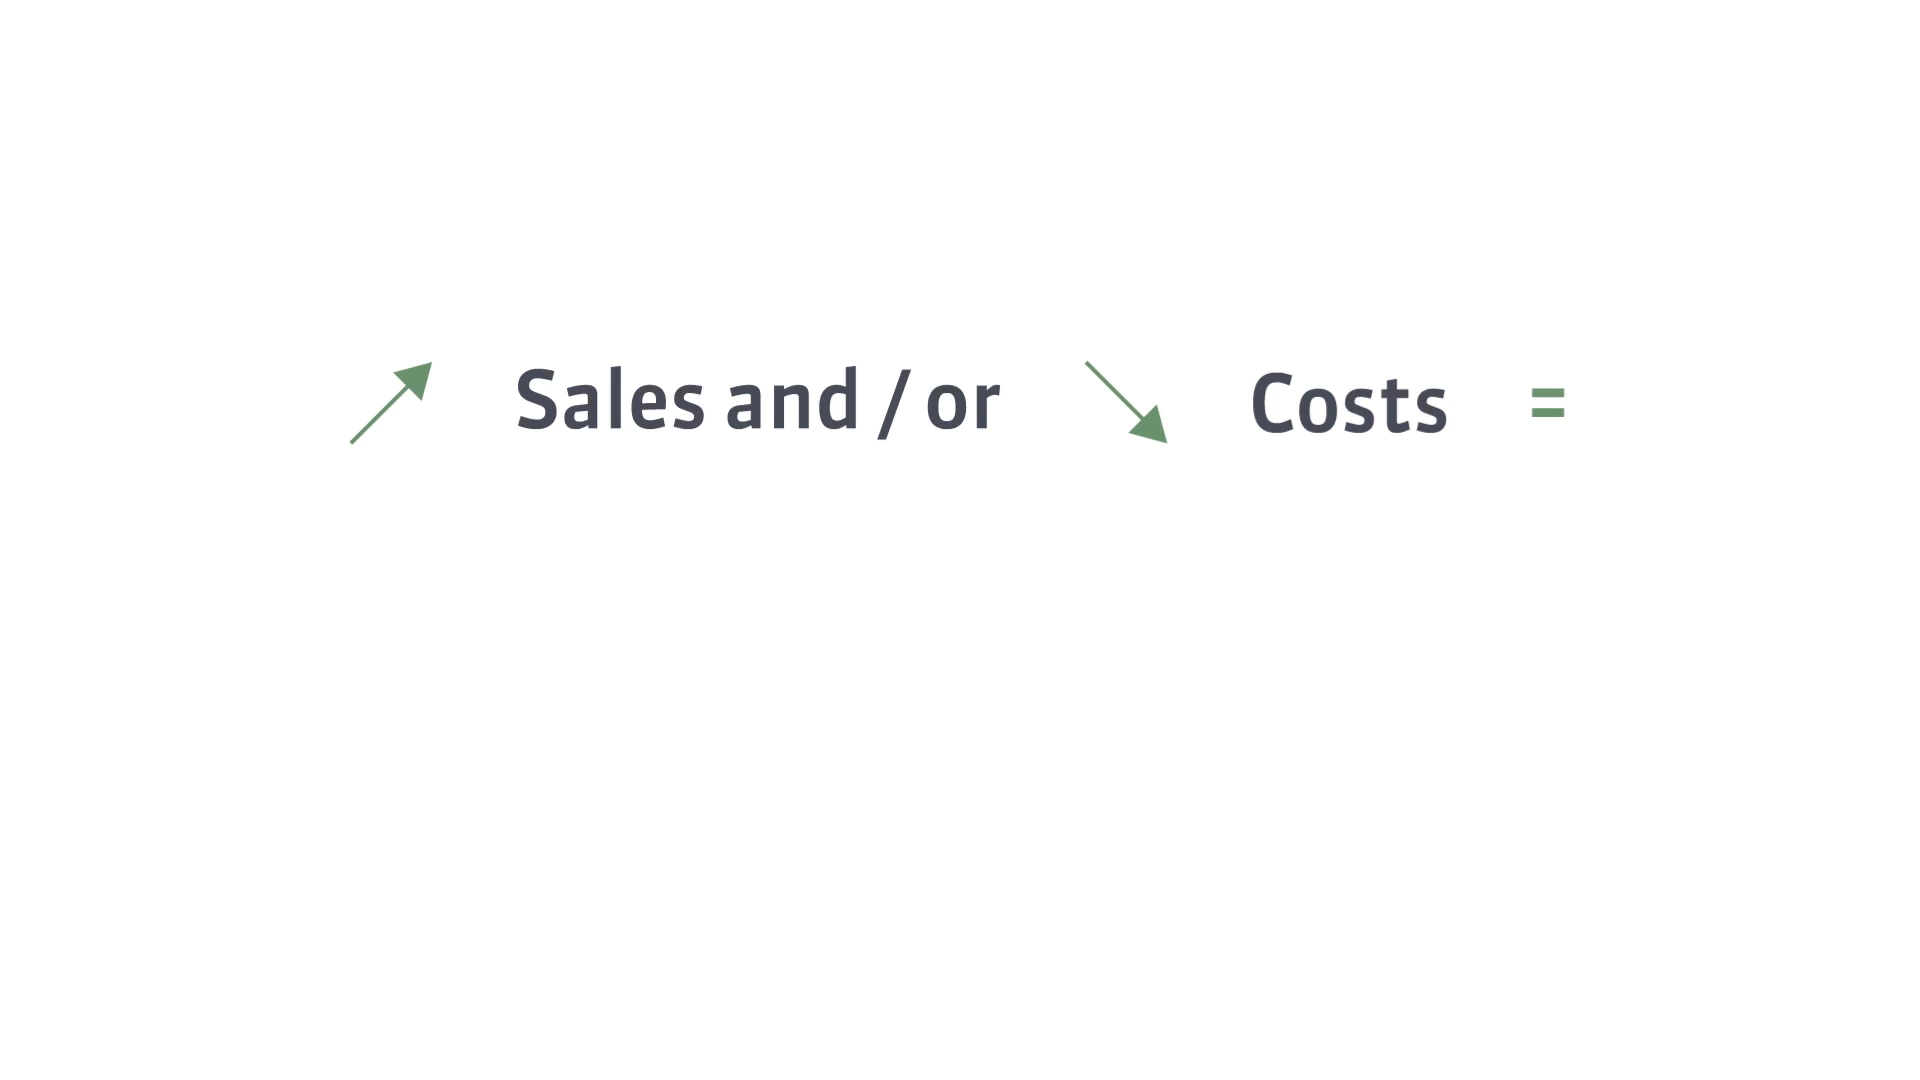 Sales and / or Costs =